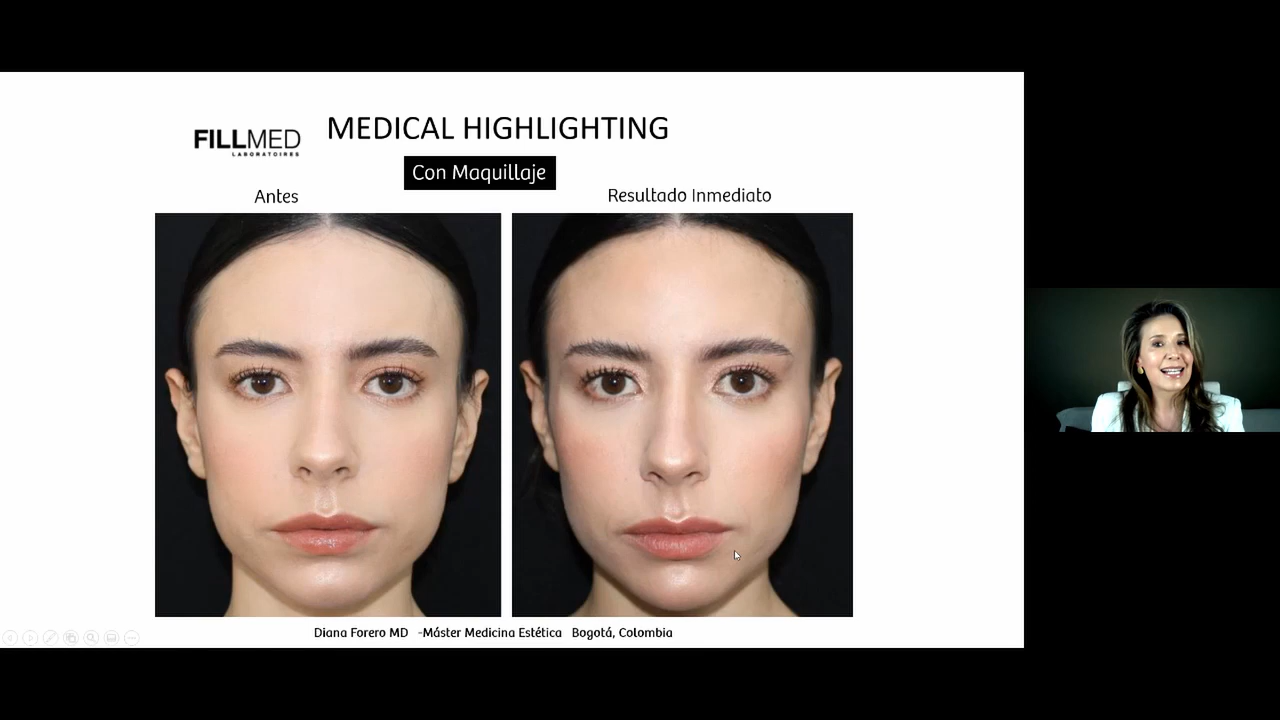 MEDICAL HIGHLIGHTING
FILLMED
LABORATOIRES
Con Maquillaje
Antes
Resultado Inmediato
Diana Forero MD -Máster Medicina Estética Bogotá, Colombia